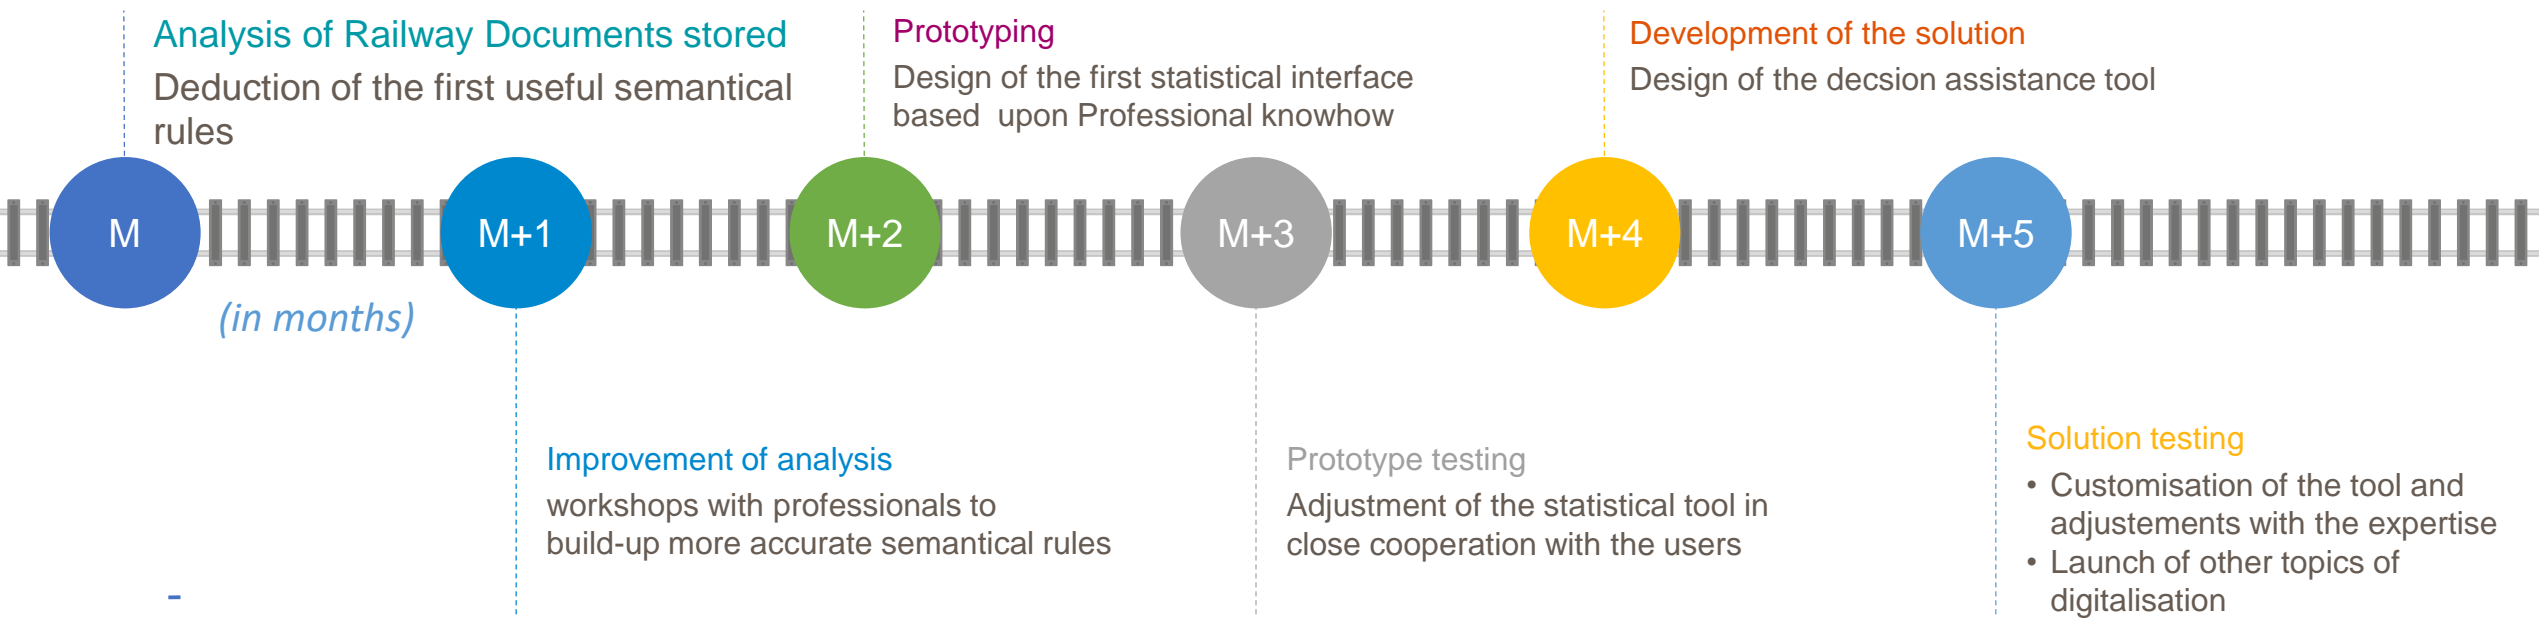 Analysis of Railway Documents stored
Deduction of the first useful semantical
rules
Prototyping
Design of the first statistical interface
based  upon Professional knowhow
Development of the solution
Design of the decsion assistance tool
M
M+1
M+2
M+3
M+4
M+5
(in months)
Improvement of analysis
workshops with professionals to
build-up more accurate semantical rules
Prototype testing
Adjustment of the statistical tool in
close cooperation with the users
Solution testing
• Customisation of the tool and
adjustements with the expertise
• Launch of other topics of
digitalisation
-